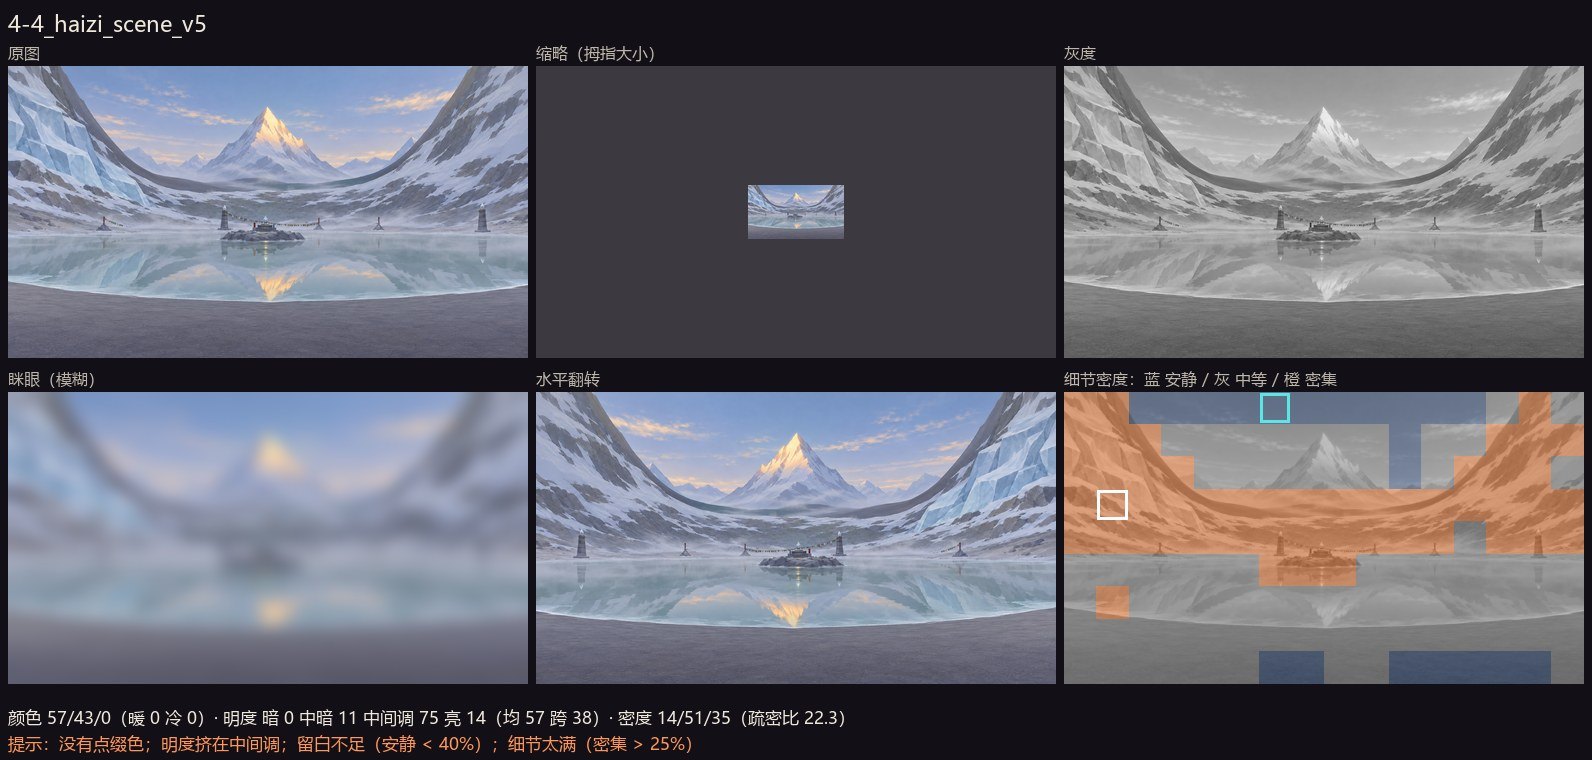 4-4_haizi_scene_v5
原图
缩略（拇指大小）
灰度
眯眼（模糊）
水平翻转
细节密度：蓝 安静 / 灰 中等 / 橙 密集
颜色 57/43/0（暖 0 冷 0）· 明度 暗 0 中暗 11 中间调 75 亮 14（均 57 跨 38）· 密度 14/51/35（疏密比 22.3）
提示：没有点缀色；明度挤在中间调；留白不足（安静 < 40%）；细节太满（密集 > 25%）